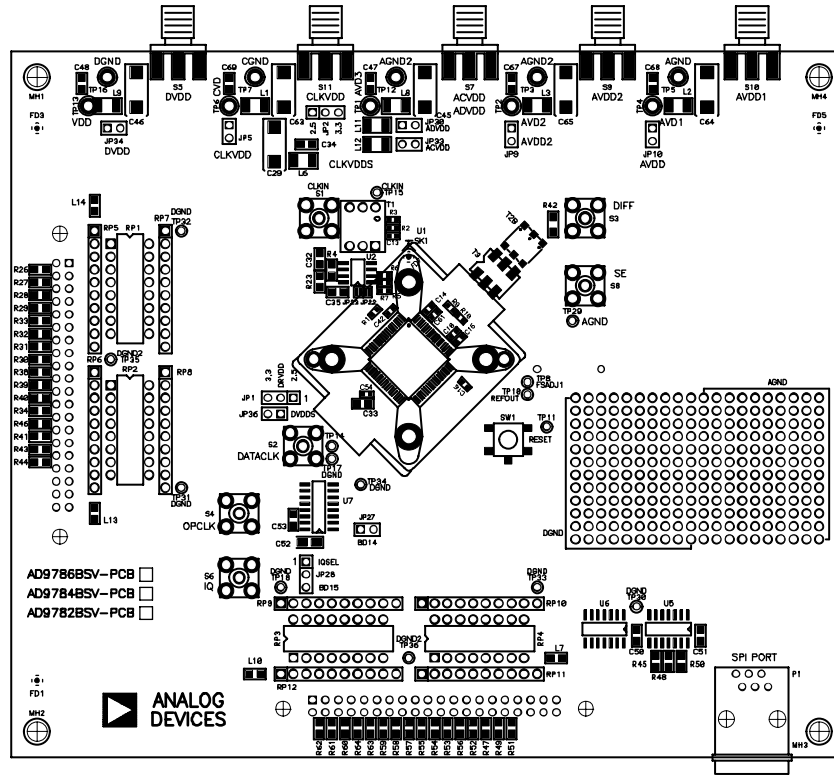 S5
DVDD
S11
CLKVDD
S7
ACVDD
ADVDD
S9
AVDD2
S10
AVDD1
C48
DGND
TP16
L9
C46
MH1
FD3
TP13
VDD
JP34
DVDD
C69
CVD
CGND
TP7
L1
C63
TP6
JP5
CLKVDD
C29
2.5
JP2
3.3
C34
L6
CLKVDDS
C47
AVD3
AGND2
TP12
L8
C45
TP1
L11
L12
JP30
ADVDD
JP33
ACVDD
C67
AGND2
TP3
L3
C65
TP2
AVD2
AVDD2
JP9
C68
AGND2
TP5
L2
C64
TP4
AVD1
JP10
AVDD
MH4
FD5
L14
RP5
RP1
RP7
DGND
TP32
CLKIN
S1
CLKIN
TP15
T1
R3
R2
C13
U1
SK1
U2
C32
R4
R23
C35
R42
DIFF
S3
SE
S8
TP29
AGND
R26
R27
R28
R29
R33
R32
R31
R30
R38
R39
R40
R34
R46
R41
R43
R44
RP6
DGND2
TP35
RP2
RP8
TP31
DGND
L13
3.3
DRVDD
2.5
JP1
1
JP36
DVDDS
C54
C33
S2
DATACLK
TP14
TP17
DGND
TP34
DGND
TP8
FSADJ1
TP10
REFOUT
SW1
RESET
TP11
AGND
DGND
S4
OPCLK
U7
C53
C52
JP27
BD14
S6
IQ
1
IQSEL
JP28
BD15
DGND
TP18
DGND
TP33
AD9786BSV-PCB
AD9784BSV-PCB
AD9782BSV-PCB
RP9
RP10
RP3
DGND2
TP36
RP4
L10
RP12
RP11
L7
U6
DGND
TP30
U5
C50
C51
R45
R48
R50
SPI PORT
P1
MH3
FD1
MH2
ANALOG
DEVICES
R62
R61
R60
R64
R63
R59
R58
R57
R55
R54
R53
R56
R52
R47
R49
R51